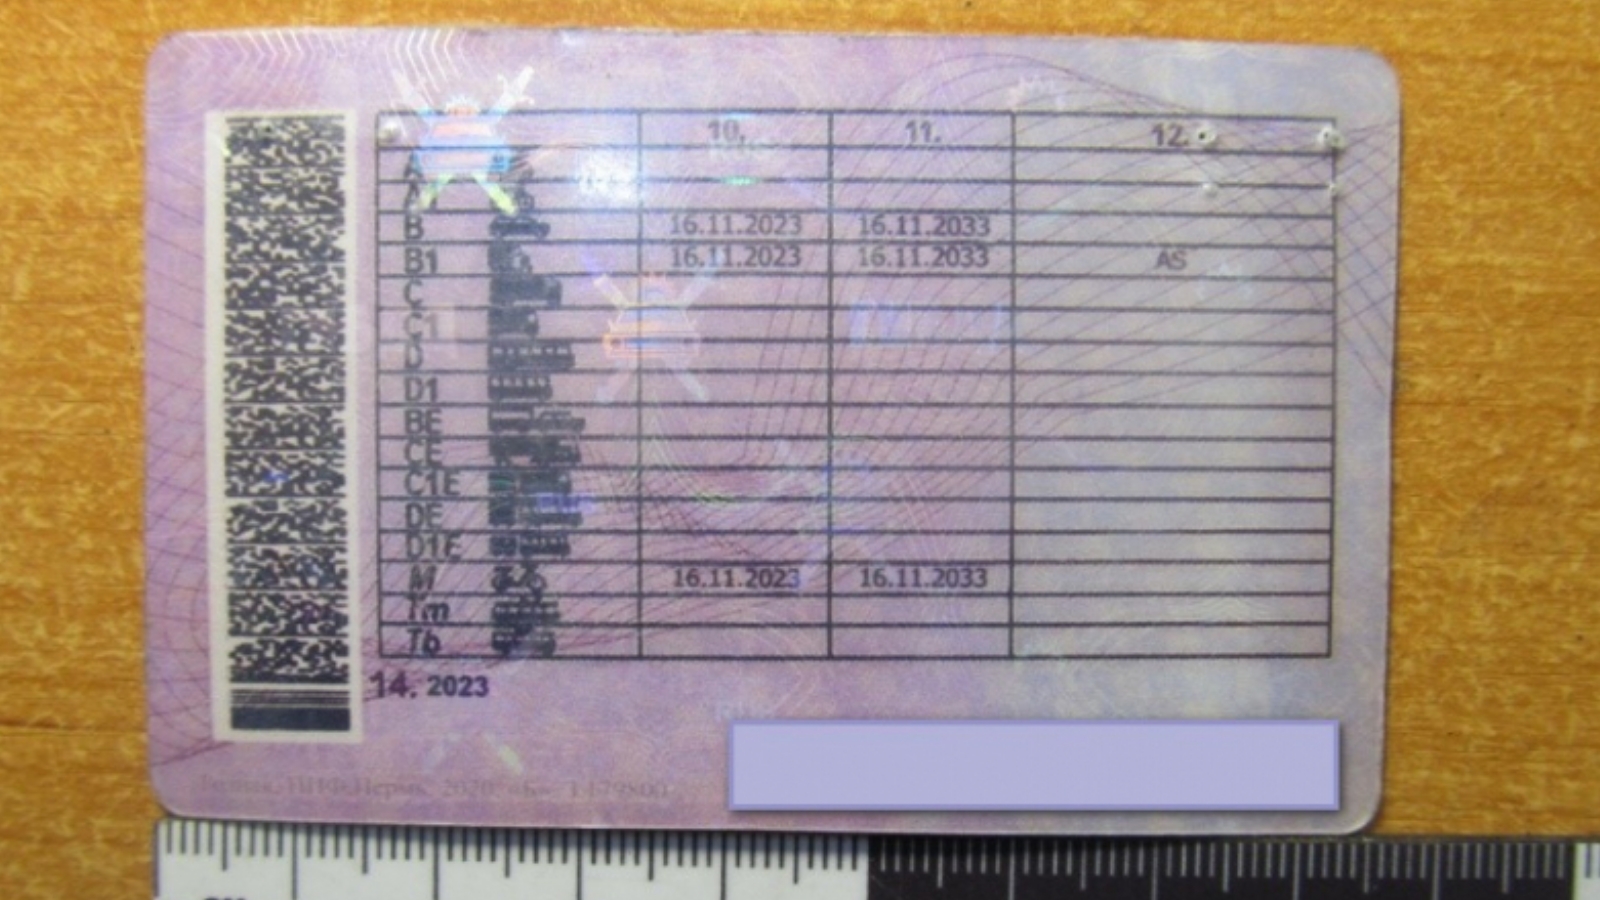 10. 11. 12.
A
B 16.11.2023 16.11.2033
B1 16.11.2023 16.11.2033 AS
C
C1
D
D1
BE
CE
C1E
DE
D1E
M 16.11.2023 16.11.2033
Tm
Tb
14. 2023